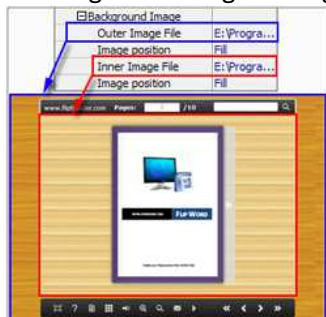 Background Image
Outer Image File E:\Progra...
Image position Fill
Inner Image File E:\Progra...
Image position Fill
Pages: /10
FLIP WORD